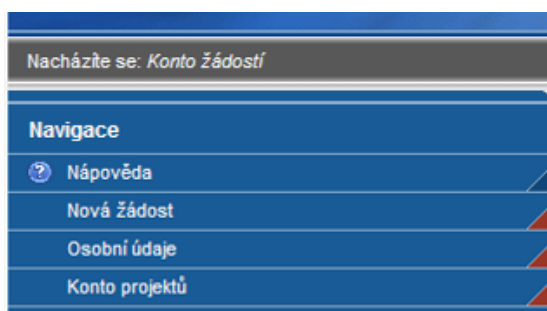 Nacházíte se: Konto žádostí
Navigace
Nápověda
Nová žádost
Osobní údaje
Konto projektů